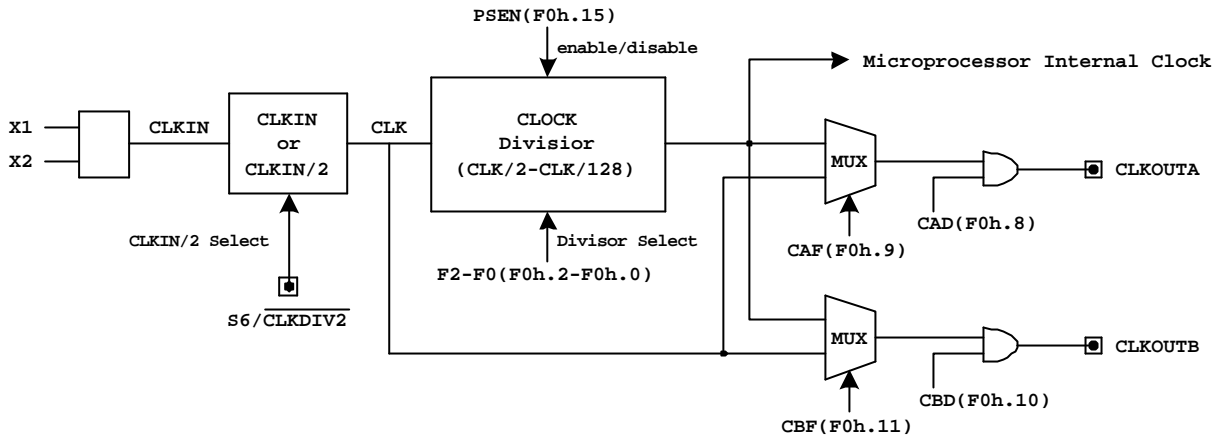 PSEN(F0h.15)
enable/disable
Microprocessor Internal Clock
X1
X2
CLKIN
CLKIN
or
CLKIN/2
CLK
CLOCK
Divisior
(CLK/2-CLK/128)
MUX
CLKOUTA
CAD(F0h.8)
CAF(F0h.9)
CLKIN/2 Select
Divisor Select
F2-F0(F0h.2-F0h.0)
S6/CLKDIV2
MUX
CLKOUTB
CBD(F0h.10)
CBF(F0h.11)